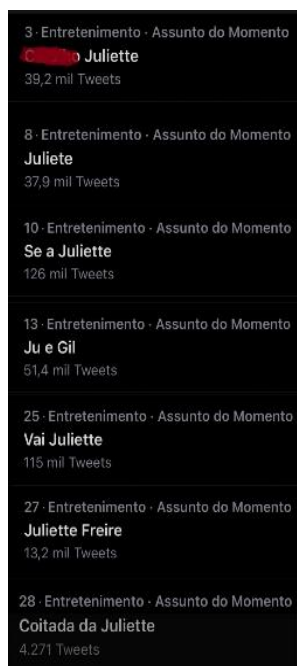 3 · Entretenimento · Assunto do Momento
Juliette
39,2 mil Tweets
8 · Entretenimento · Assunto do Momento
Juliete
37,9 mil Tweets
10 · Entretenimento · Assunto do Momento
Se a Juliette
126 mil Tweets
13 · Entretenimento · Assunto do Momento
Ju e Gil
51,4 mil Tweets
25 · Entretenimento · Assunto do Momento
Vai Juliette
115 mil Tweets
27 · Entretenimento · Assunto do Momento
Juliette Freire
13,2 mil Tweets
28 · Entretenimento · Assunto do Momento
Coitada da Juliette
4.271 Tweets